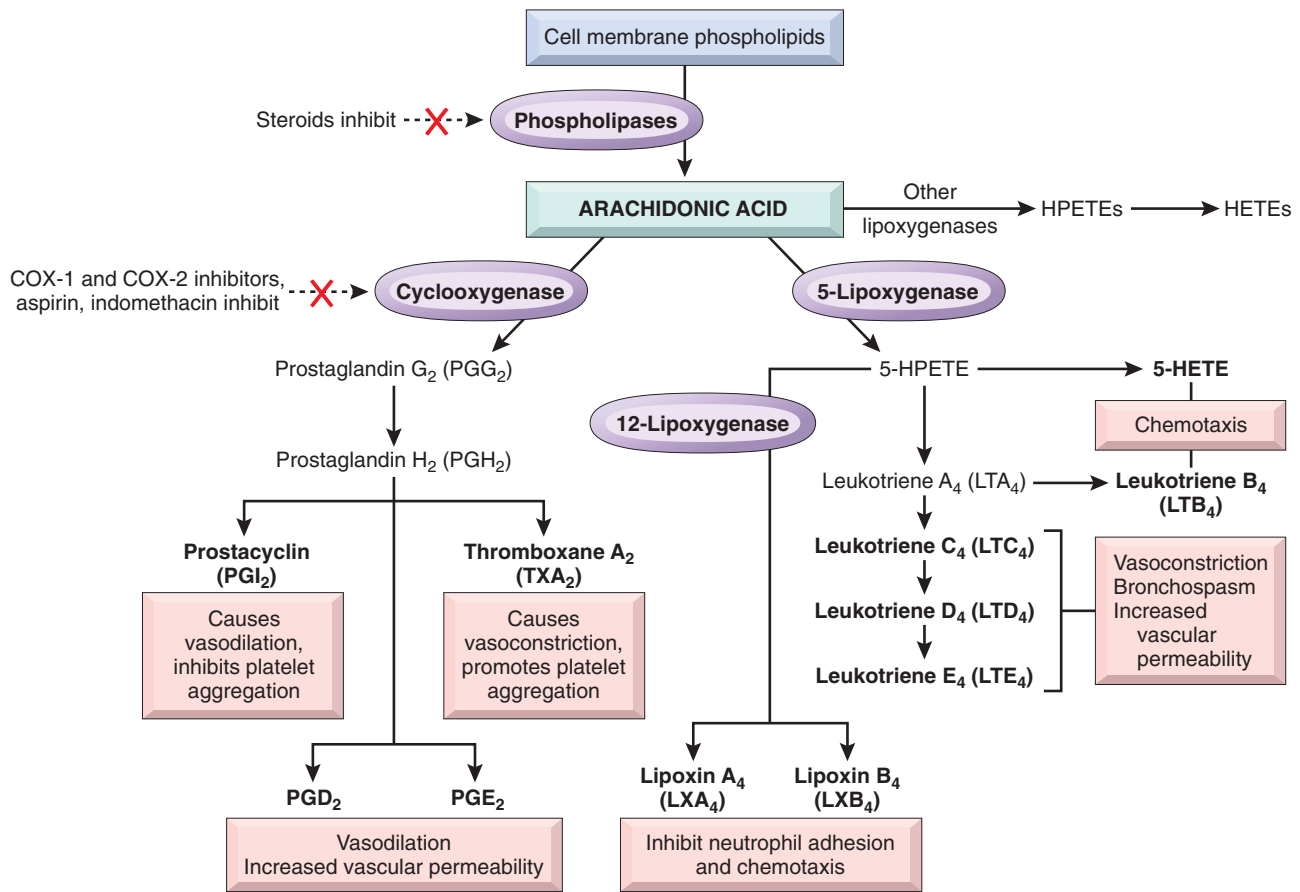 Cell membrane phospholipids
Steroids inhibit
Phospholipases
ARACHIDONIC ACID
Other
lipoxygenases
HPETEs
HETEs
COX-1 and COX-2 inhibitors,
aspirin, indomethacin inhibit
Cyclooxygenase
5-Lipoxygenase
Prostaglandin G₂ (PGG₂)
5-HPETE
5-HETE
12-Lipoxygenase
Chemotaxis
Prostaglandin H₂ (PGH₂)
Leukotriene A₄ (LTA₄)
Leukotriene B₄
(LTB₄)
Prostacyclin
(PGI₂)
Causes
vasodilation,
inhibits platelet
aggregation
Thromboxane A₂
(TXA₂)
Causes
vasoconstriction,
promotes platelet
aggregation
Leukotriene C₄ (LTC₄)
Leukotriene D₄ (LTD₄)
Leukotriene E₄ (LTE₄)
Vasoconstriction
Bronchospasm
Increased
vascular
permeability
PGD₂
PGE₂
Vasodilation
Increased vascular permeability
Lipoxin A₄
(LXA₄)
Lipoxin B₄
(LXB₄)
Inhibit neutrophil adhesion
and chemotaxis